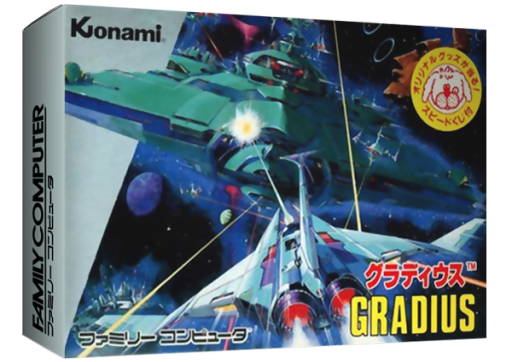 Konami
オリジナルグッズが当る!
スピードくじ付
FAMILY COMPUTER
ファミリー コンピュータ
グラディウス™
GRADIUS
ファミリー コンピュータ